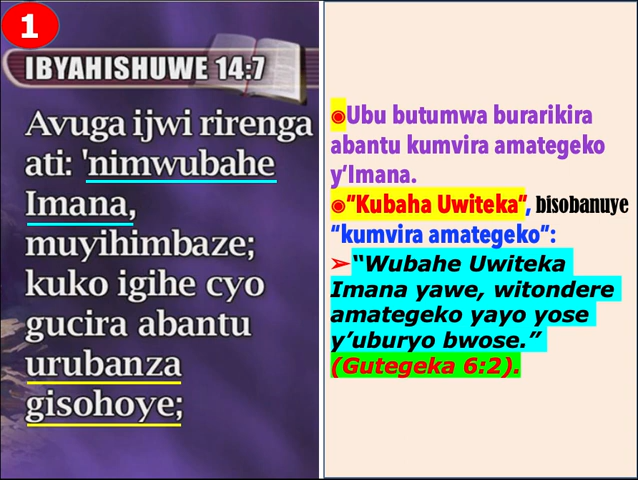 1
IBYAHISHUWE 14:7
Avuga ijwi rirenga
ati: 'nimwubahe
Imana,
muyihimbaze;
kuko igihe cyo
gucira abantu
urubanza
gisohoye;
◉Ubu butumwa burarikira
abantu kumvira amategeko
y’Imana.
◉”Kubaha Uwiteka”, bisobanuye
“kumvira amategeko”:
➢“Wubahe Uwiteka
Imana yawe, witondere
amategeko yayo yose
y’uburyo bwose.”
(Gutegeka 6:2).